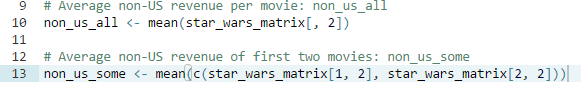 9 # Average non-US revenue per movie: non_us_all
10 non_us_all <- mean(star_wars_matrix[, 2])
11
12 # Average non-US revenue of first two movies: non_us_some
13 non_us_some <- mean(c(star_wars_matrix[1, 2], star_wars_matrix[2, 2]))